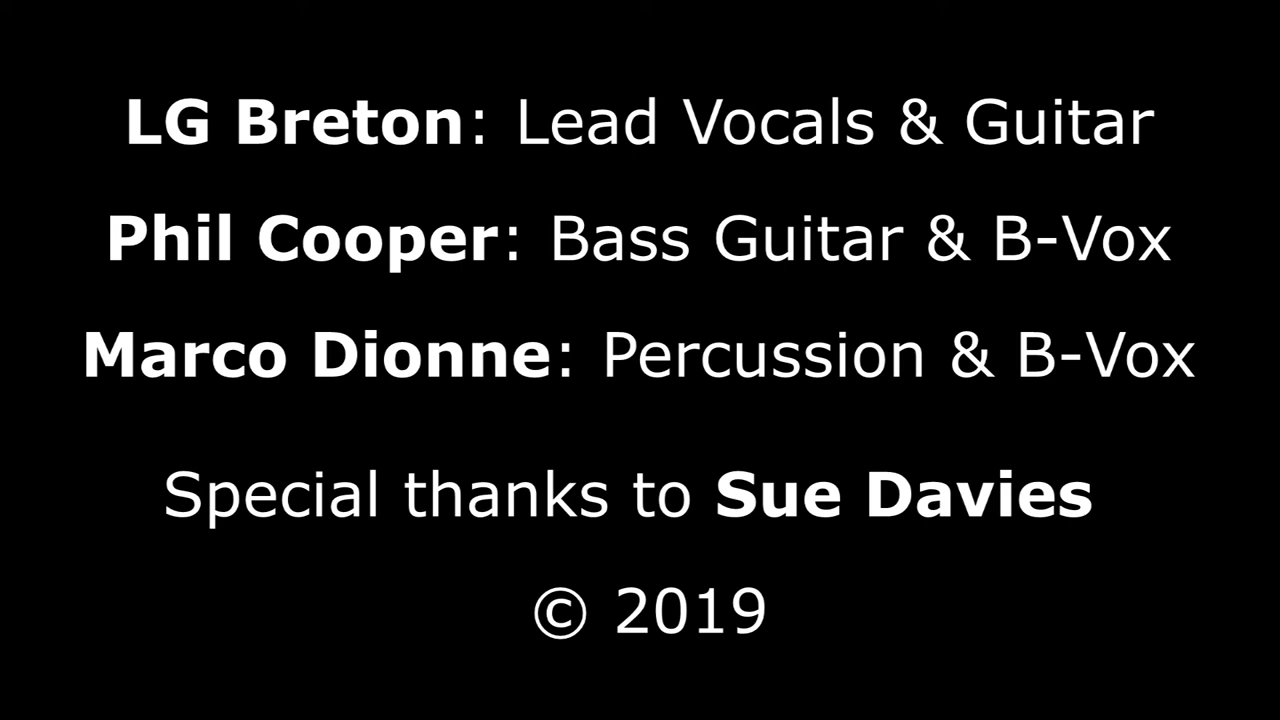 LG Breton: Lead Vocals & Guitar
Phil Cooper: Bass Guitar & B-Vox
Marco Dionne: Percussion & B-Vox
Special thanks to Sue Davies
© 2019